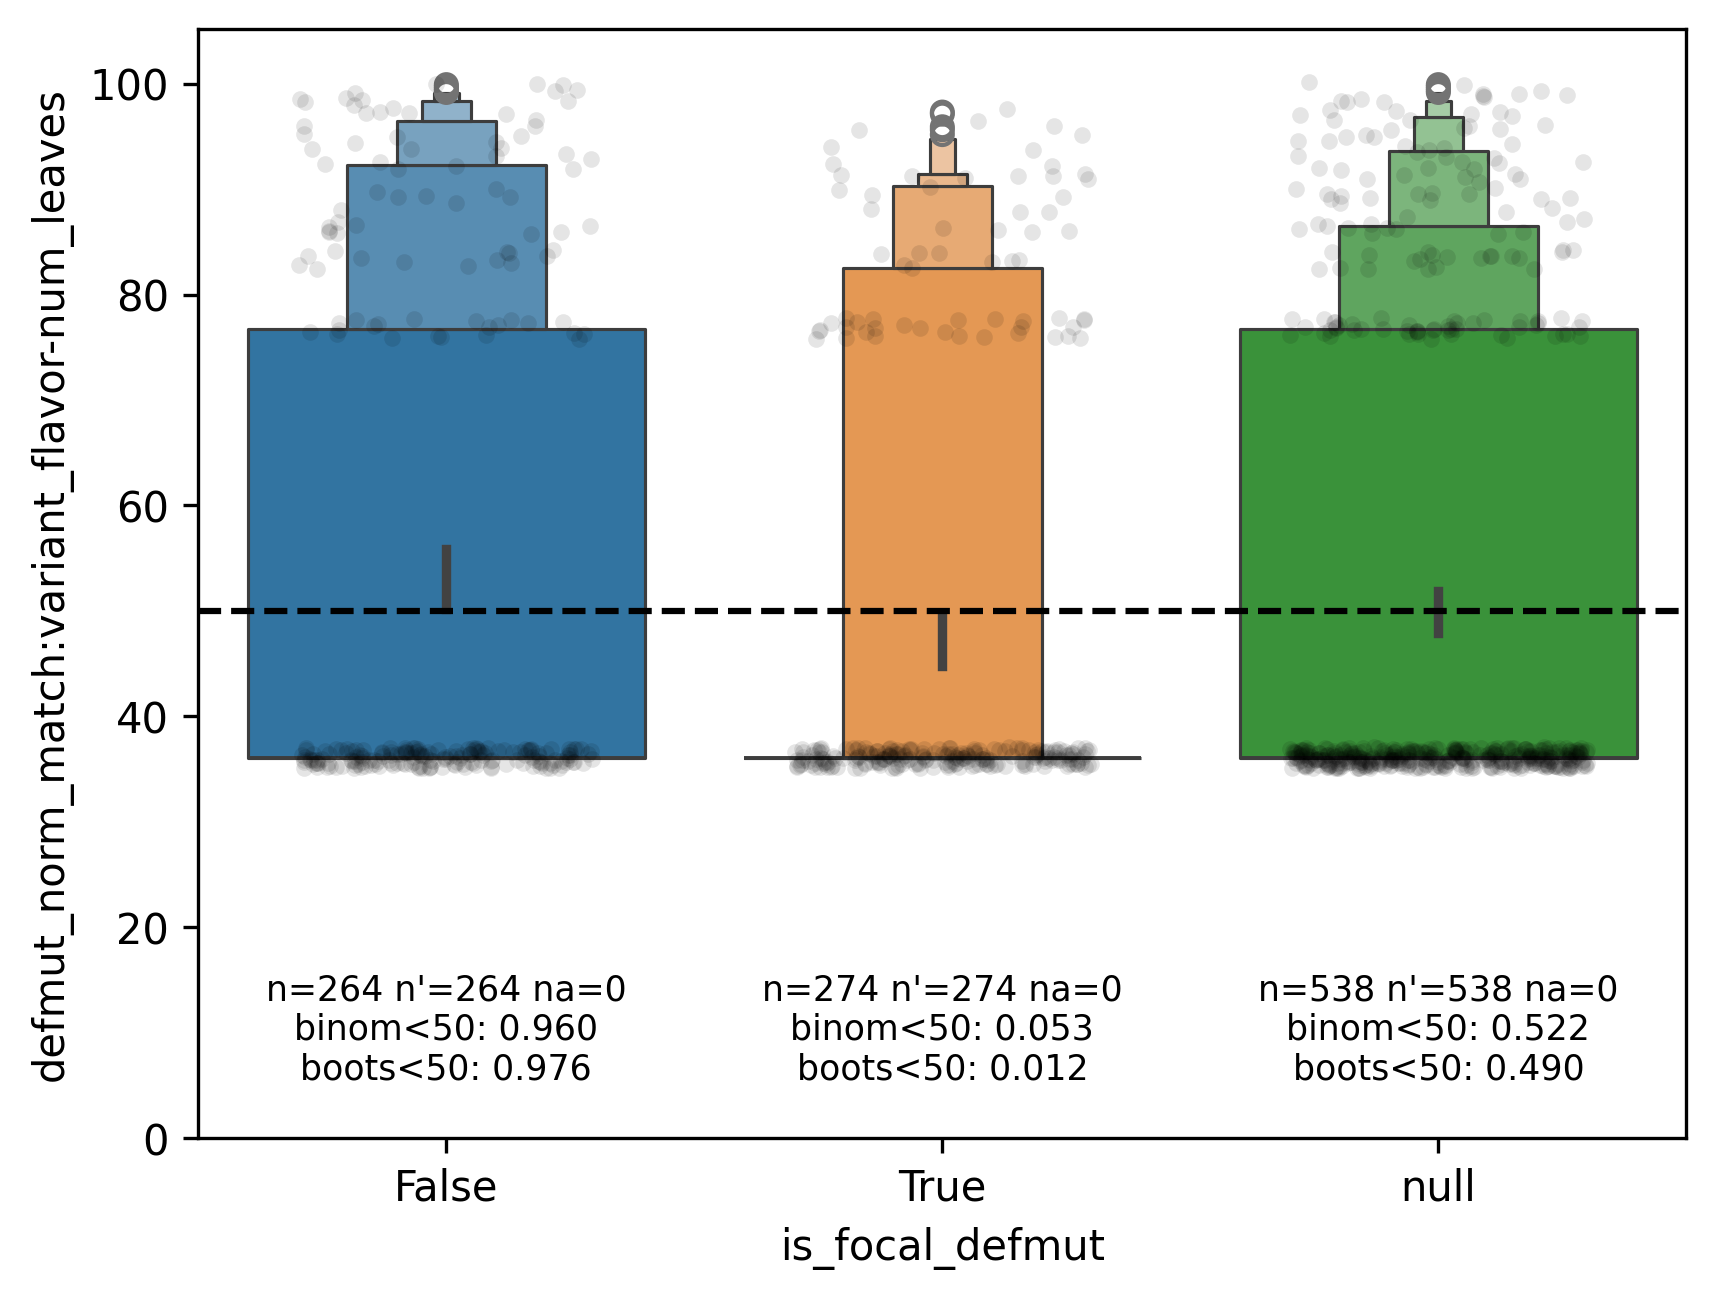 defmut_norm_match:variant_flavor-num_leaves
100
80
60
40
20
0
n=264 n'=264 na=0
binom<50: 0.960
boots<50: 0.976
n=274 n'=274 na=0
binom<50: 0.053
boots<50: 0.012
n=538 n'=538 na=0
binom<50: 0.522
boots<50: 0.490
False
True
null
is_focal_defmut